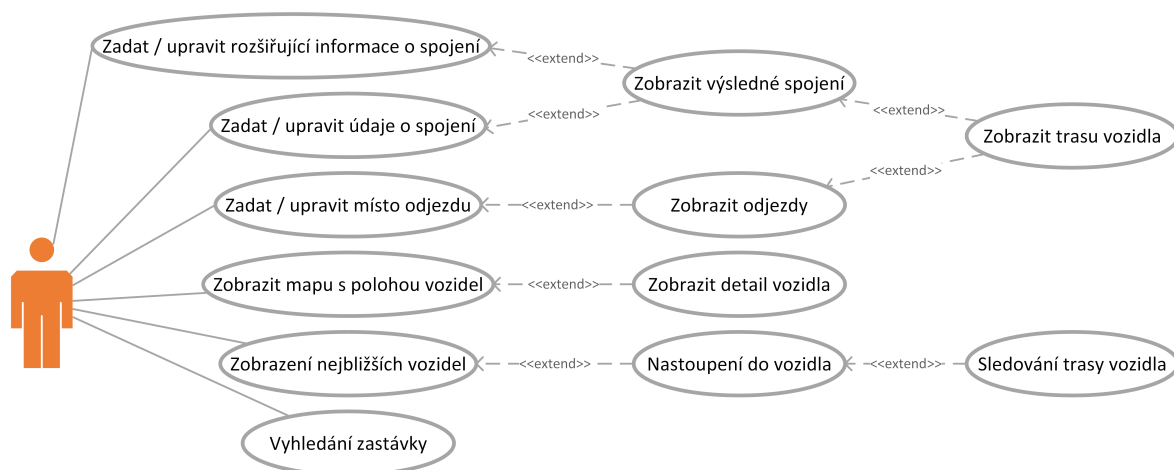 Zadat / upravit rozšiřující informace o spojení
<<extend>>
Zobrazit výsledné spojení
Zadat / upravit údaje o spojení
<<extend>>
<<extend>>
Zobrazit trasu vozidla
<<extend>>
Zadat / upravit místo odjezdu
<<extend>>
Zobrazit odjezdy
Zobrazit mapu s polohou vozidel
<<extend>>
Zobrazit detail vozidla
Zobrazení nejbližších vozidel
<<extend>>
Nastoupení do vozidla
<<extend>>
Sledování trasy vozidla
Vyhledání zastávky